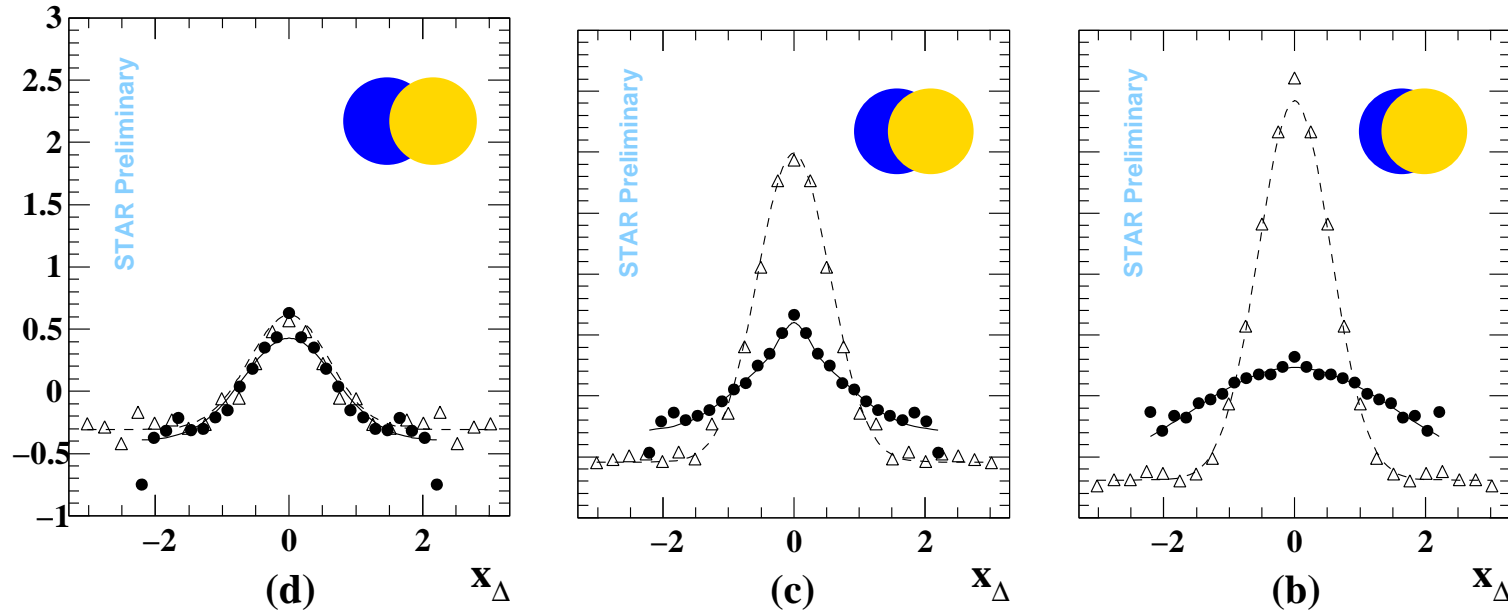 3
2.5
2
1.5
1
0.5
0
−0.5
−1
STAR Preliminary
−2 0 2
(d) x_Δ
STAR Preliminary
−2 0 2
(c) x_Δ
STAR Preliminary
−2 0 2
(b) x_Δ